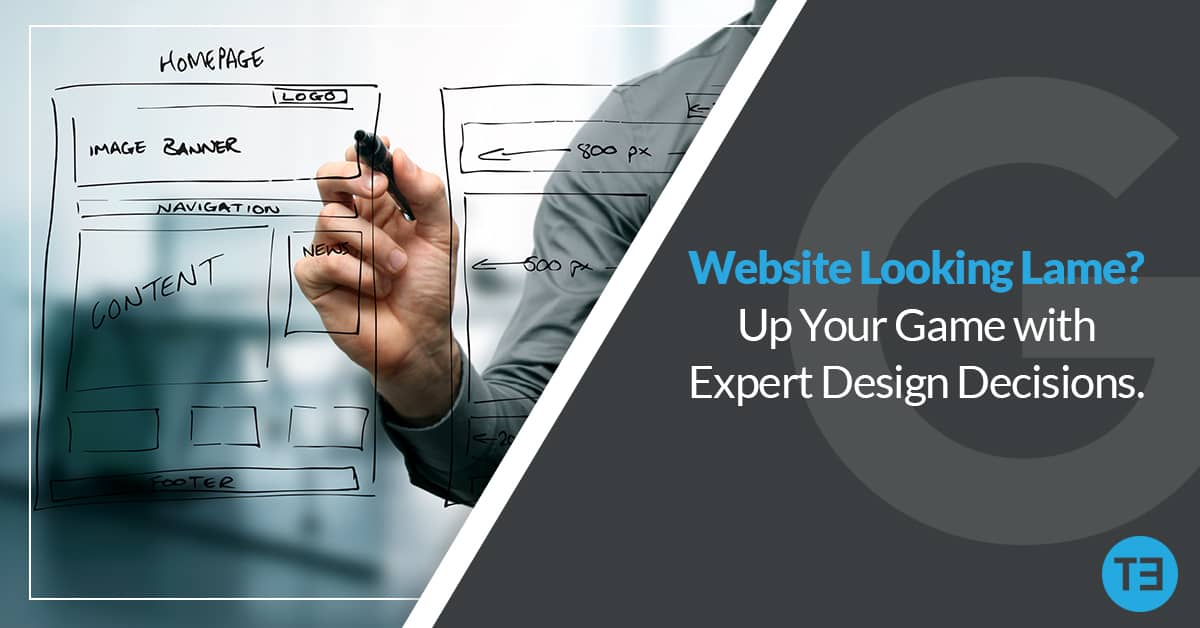 HOMEPAGE
LOGO
IMAGE BANNER
NAVIGATION
CONTENT
NEWS
FOOTER
800 px
500 px
Website Looking Lame?
Up Your Game with
Expert Design Decisions.
G
TE